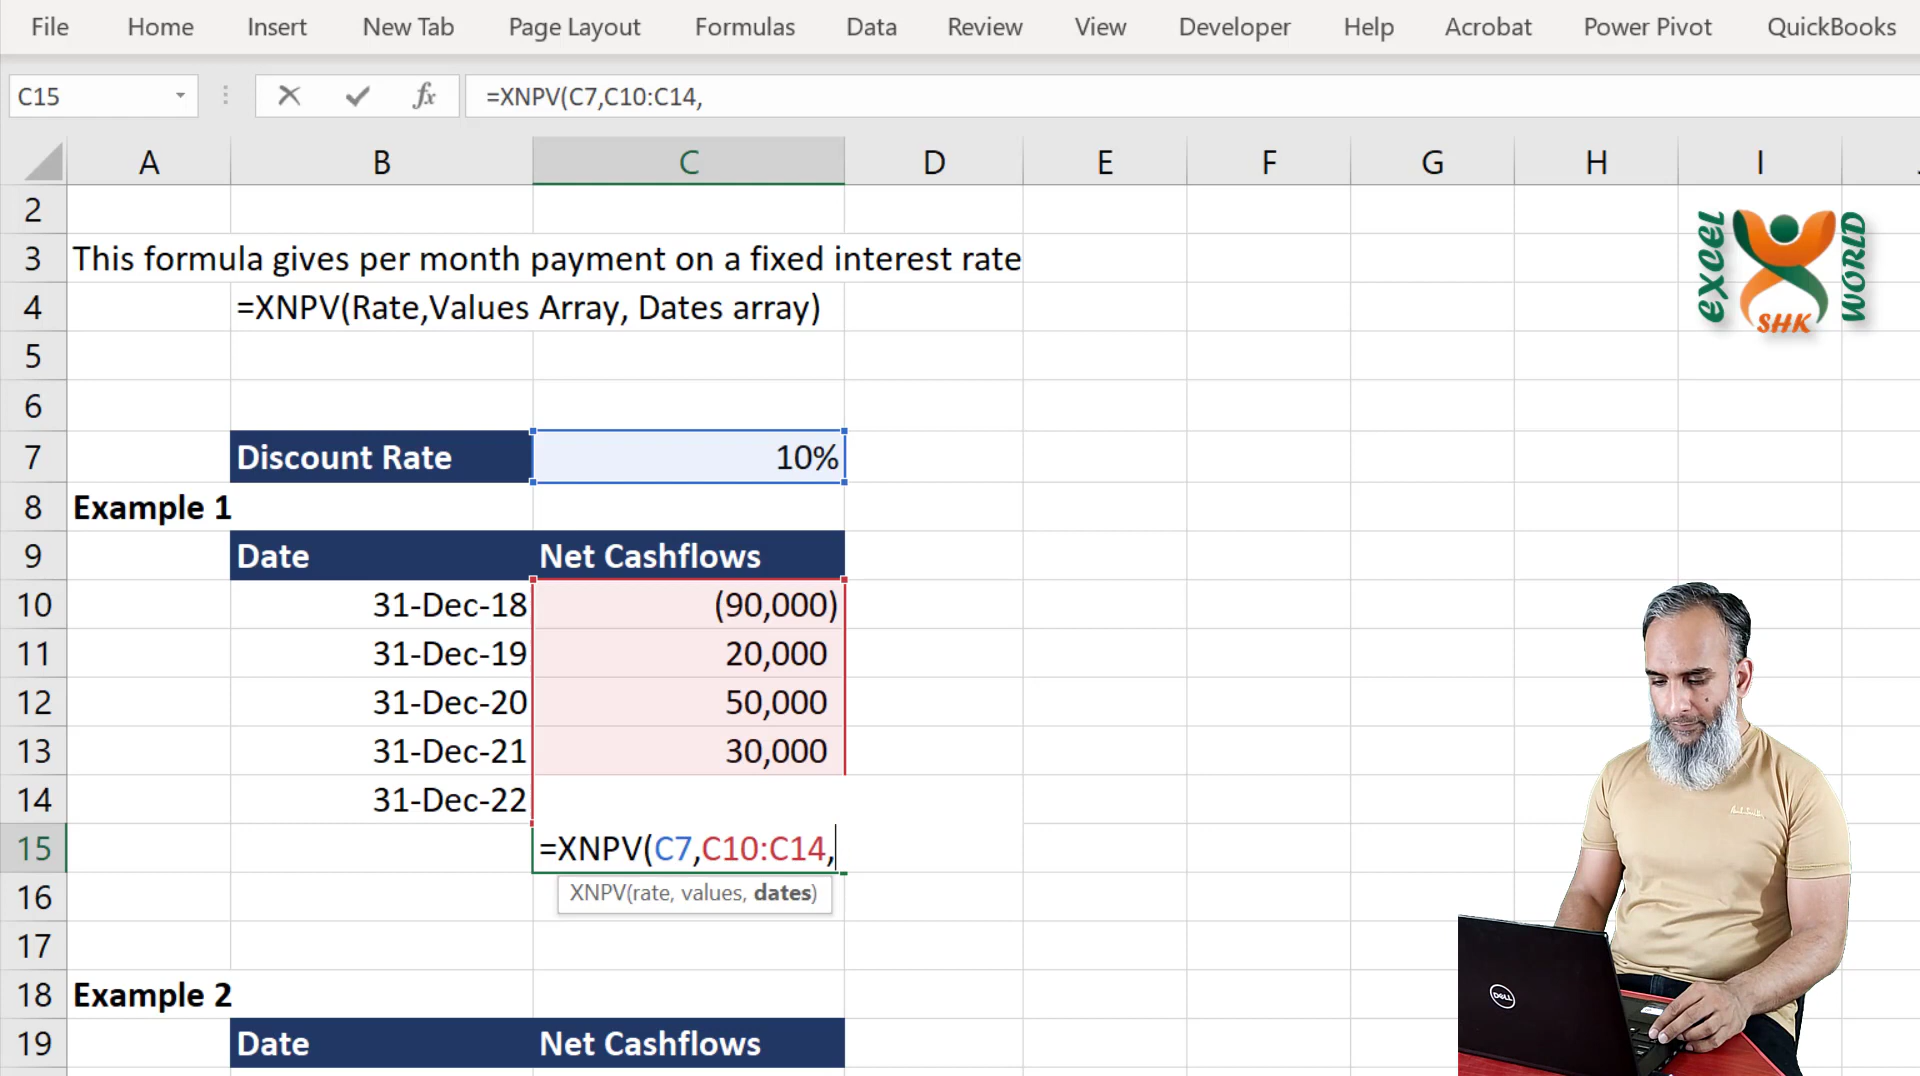 File Home Insert New Tab Page Layout Formulas Data Review View Developer Help Acrobat Power Pivot QuickBooks
C15 fx =XNPV(C7,C10:C14,
A B C D E F G H I
2
3 This formula gives per month payment on a fixed interest rate
4 =XNPV(Rate,Values Array, Dates array)
5
6
7 Discount Rate 10%
8 Example 1
9 Date Net Cashflows
10 31-Dec-18 (90,000)
11 31-Dec-19 20,000
12 31-Dec-20 50,000
13 31-Dec-21 30,000
14 31-Dec-22
15 =XNPV(C7,C10:C14,
XNPV(rate, values, dates)
16
17
18 Example 2
19 Date Net Cashflows
eXcel
WORLD
SHK
DELL